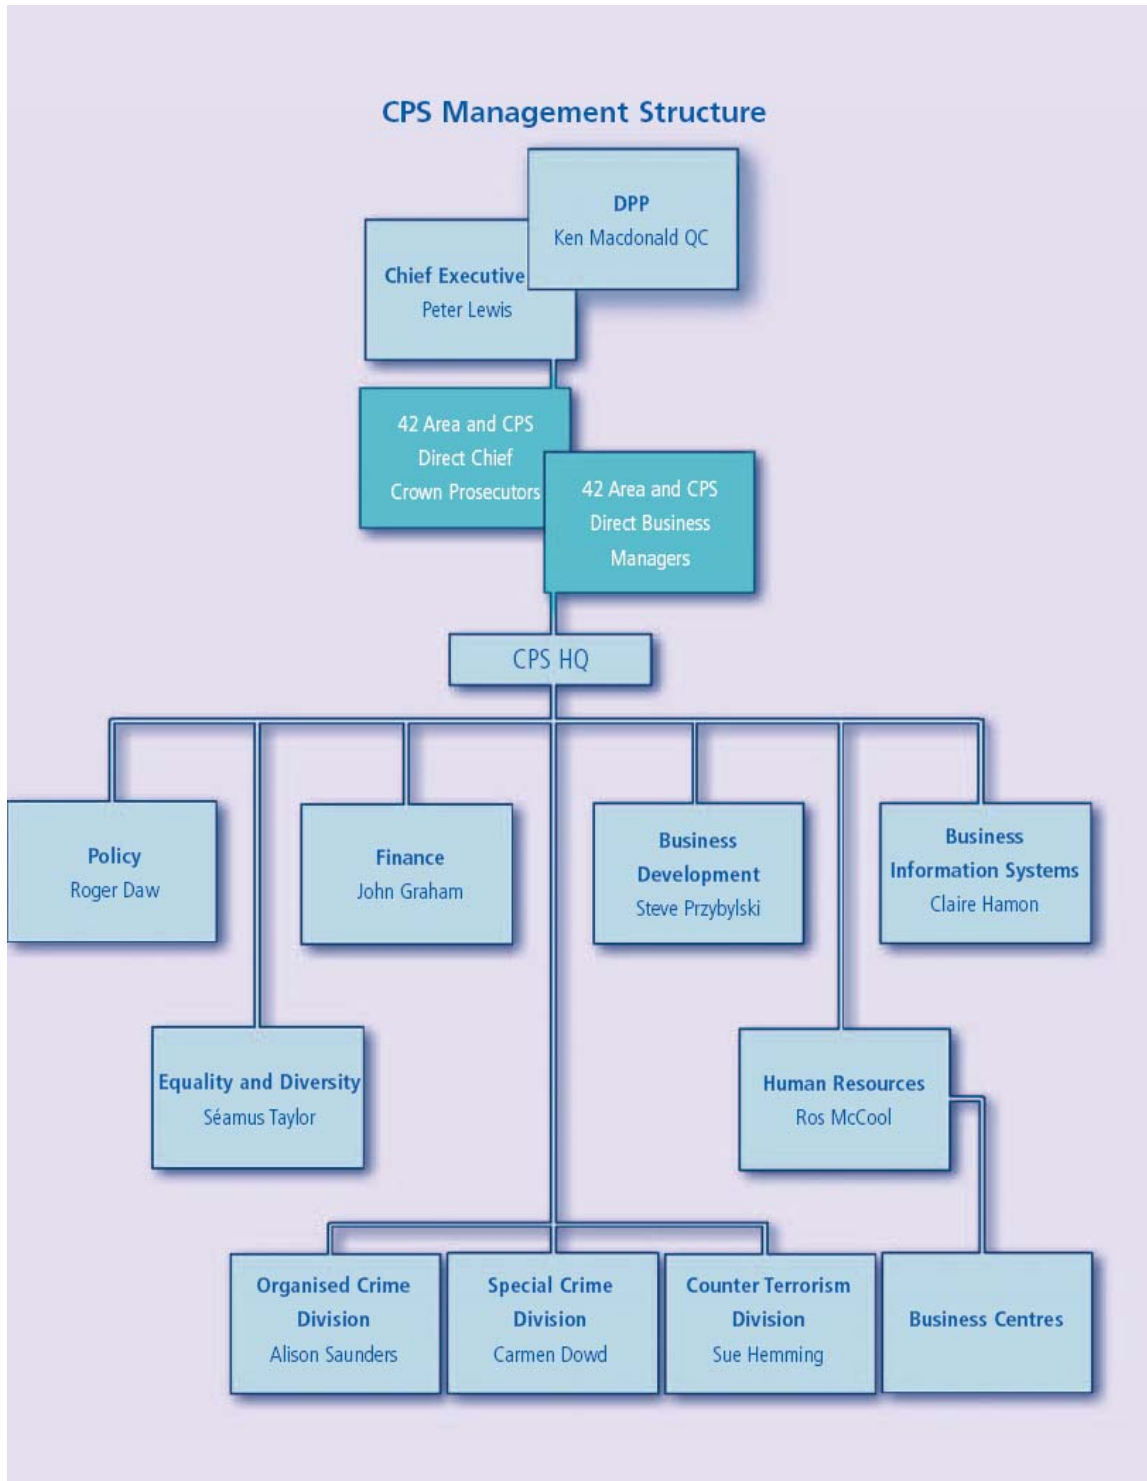 CPS Management Structure
DPP
Ken Macdonald QC
Chief Executive
Peter Lewis
42 Area and CPS
Direct Chief
Crown Prosecutors
42 Area and CPS
Direct Business
Managers
CPS HQ
Policy
Roger Daw
Finance
John Graham
Business
Development
Steve Przybylski
Business
Information Systems
Claire Hamon
Equality and Diversity
Séamus Taylor
Human Resources
Ros McCool
Organised Crime
Division
Alison Saunders
Special Crime
Division
Carmen Dowd
Counter Terrorism
Division
Sue Hemming
Business Centres